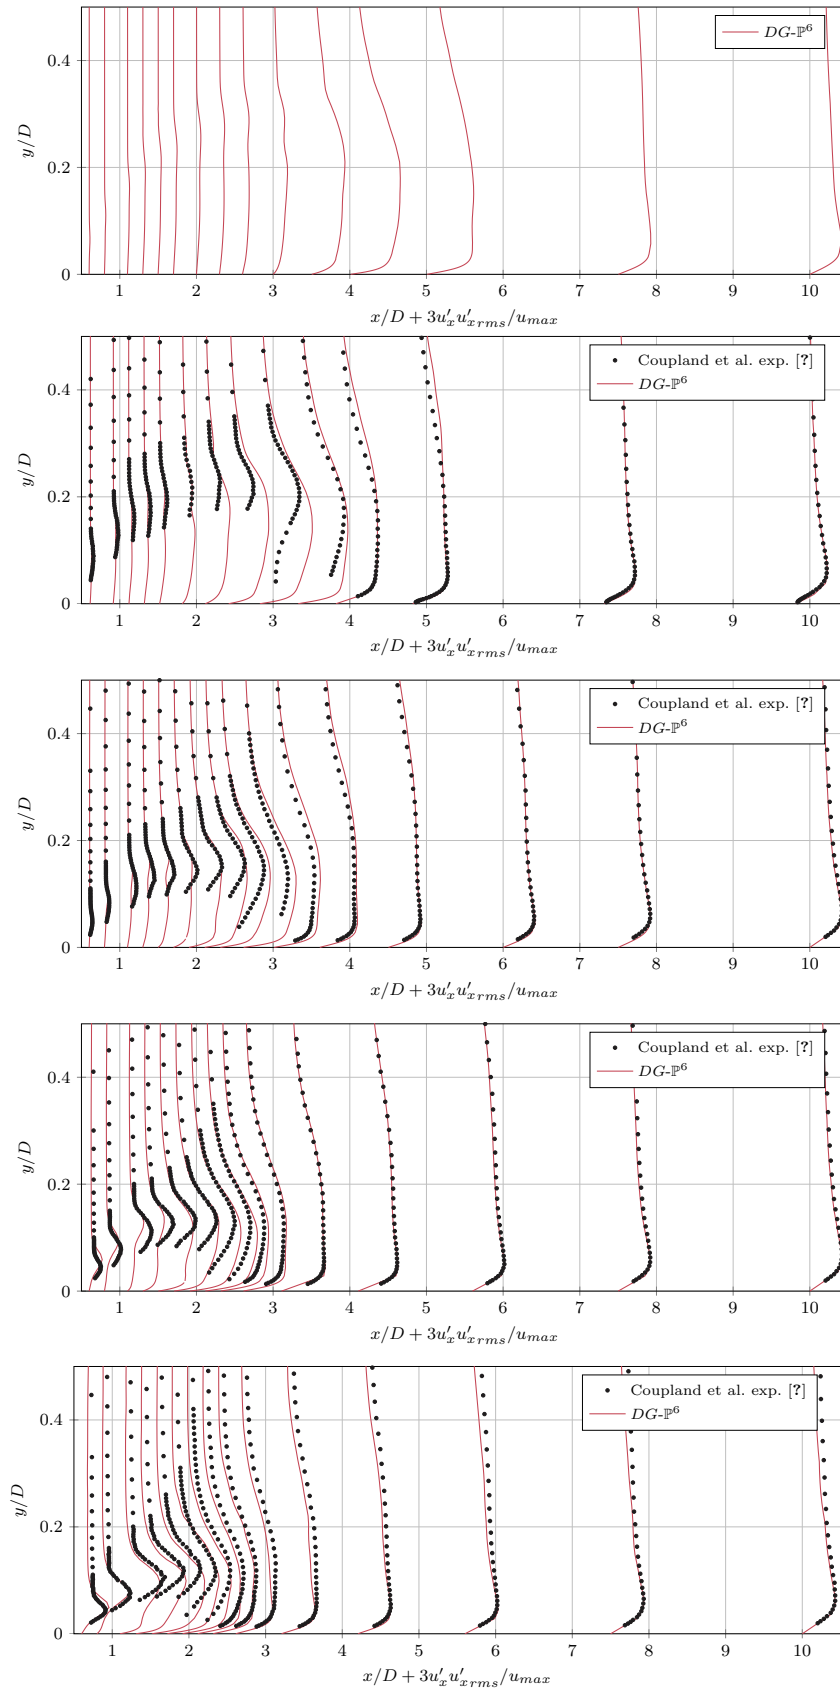 DG-ℙ⁶
0.4
0.2
0
y/D
1 2 3 4 5 6 7 8 9 10
x/D + 3u′ₓu′ₓᵣₘₛ/uₘₐₓ
Coupland et al. exp. [?]
DG-ℙ⁶
0.4
0.2
0
y/D
1 2 3 4 5 6 7 8 9 10
x/D + 3u′ₓu′ₓᵣₘₛ/uₘₐₓ
Coupland et al. exp. [?]
DG-ℙ⁶
0.4
0.2
0
y/D
1 2 3 4 5 6 7 8 9 10
x/D + 3u′ₓu′ₓᵣₘₛ/uₘₐₓ
Coupland et al. exp. [?]
DG-ℙ⁶
0.4
0.2
0
y/D
1 2 3 4 5 6 7 8 9 10
x/D + 3u′ₓu′ₓᵣₘₛ/uₘₐₓ
Coupland et al. exp. [?]
DG-ℙ⁶
0.4
0.2
0
y/D
1 2 3 4 5 6 7 8 9 10
x/D + 3u′ₓu′ₓᵣₘₛ/uₘₐₓ